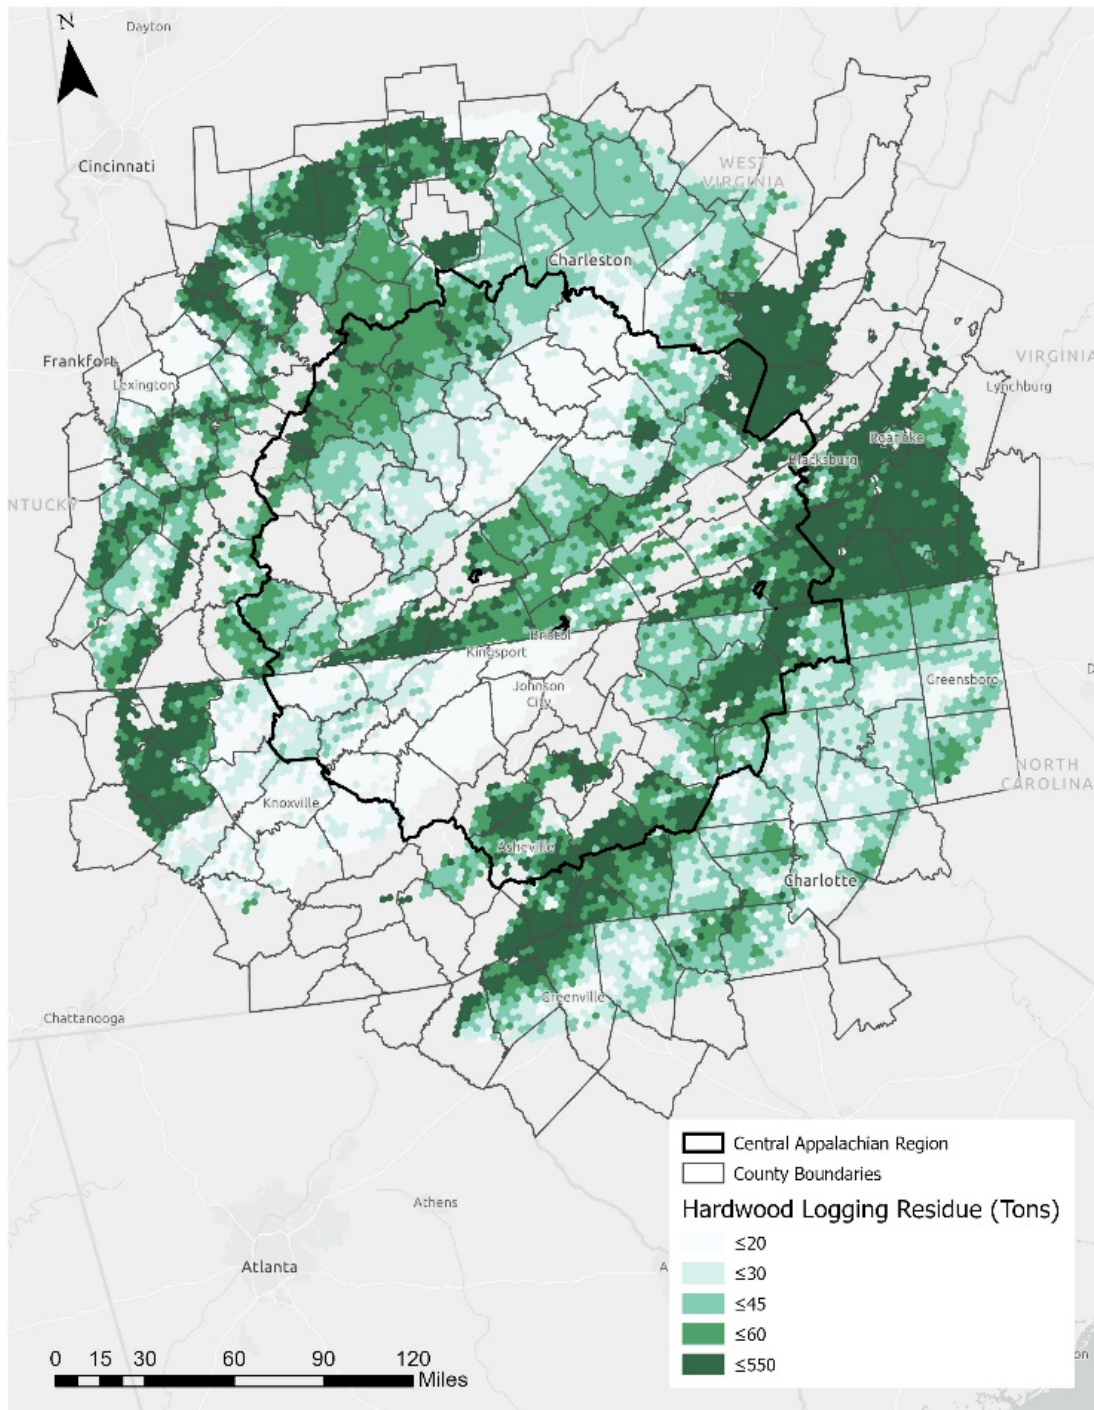 N
Dayton
Cincinnati
WEST
VIRGINIA
Charleston
Frankfort
Lexington
VIRGINIA
Lynchburg
Roanoke
Blacksburg
NTUCKY
Bristol
Kingsport
Johnson
City
Greensboro
D
NORTH
CAROLINA
Knoxville
Asheville
Charlotte
Greenville
Chattanooga
Athens
Atlanta
A
on
Central Appalachian Region
County Boundaries
Hardwood Logging Residue (Tons)
≤20
≤30
≤45
≤60
≤550
0 15 30 60 90 120
Miles